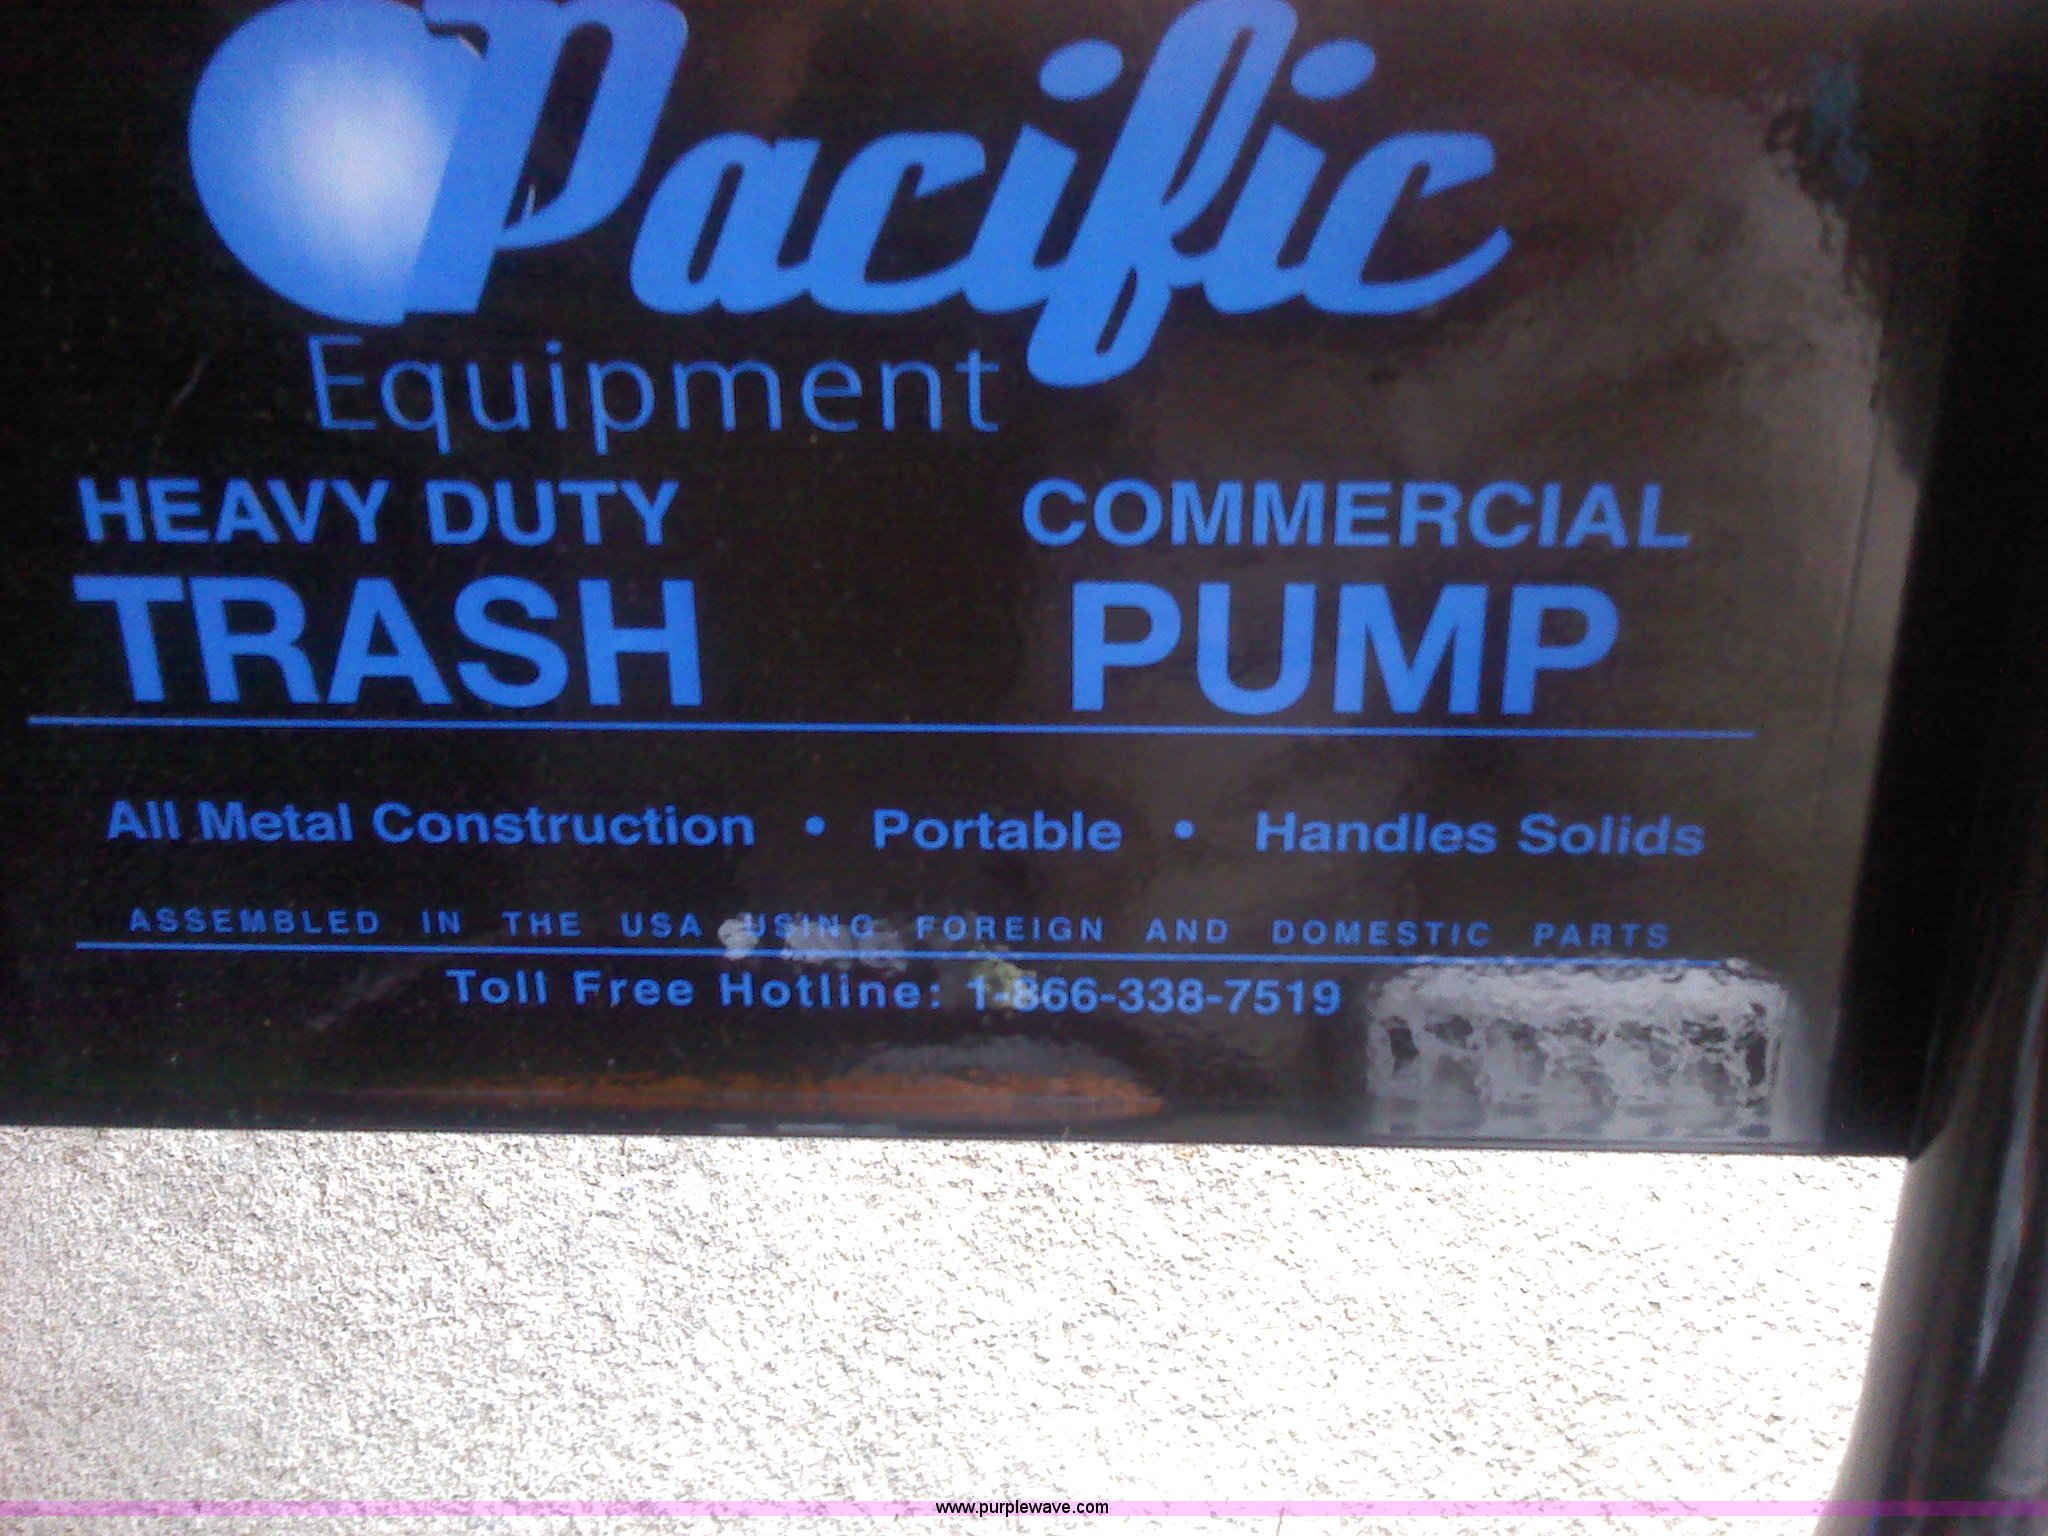 Pacific
Equipment
HEAVY DUTY COMMERCIAL
TRASH PUMP
All Metal Construction • Portable • Handles Solids
ASSEMBLED IN THE USA USING FOREIGN AND DOMESTIC PARTS
Toll Free Hotline: 1-866-338-7519
www.purplewave.com